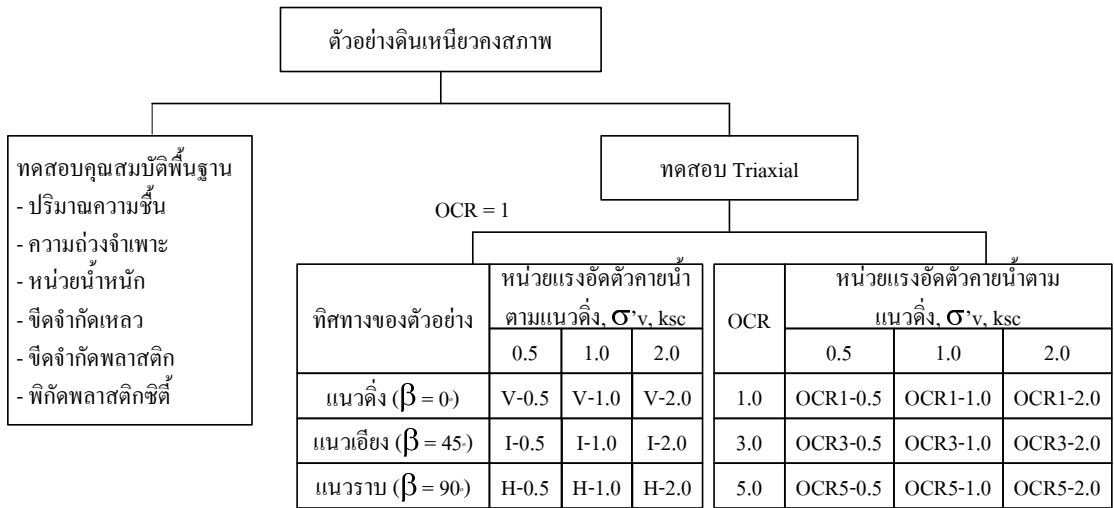 ตัวอย่างดินเหนียวคงสภาพ
ทดสอบคุณสมบัติพื้นฐาน
- ปริมาณความชื้น
- ความถ่วงจำเพาะ
- หน่วยน้ำหนัก
- ขีดจำกัดเหลว
- ขีดจำกัดพลาสติก
- พิกัดพลาสติกซิตี้
ทดสอบ Triaxial
OCR = 1
ทิศทางของตัวอย่าง
หน่วยแรงอัดตัวคายน้ำ
ตามแนวดิ่ง, σ'v, ksc
0.5 1.0 2.0
แนวดิ่ง (β = 0°) V-0.5 V-1.0 V-2.0
แนวเอียง (β = 45°) I-0.5 I-1.0 I-2.0
แนวราบ (β = 90°) H-0.5 H-1.0 H-2.0
OCR
หน่วยแรงอัดตัวคายน้ำตาม
แนวดิ่ง, σ'v, ksc
0.5 1.0 2.0
1.0 OCR1-0.5 OCR1-1.0 OCR1-2.0
3.0 OCR3-0.5 OCR3-1.0 OCR3-2.0
5.0 OCR5-0.5 OCR5-1.0 OCR5-2.0